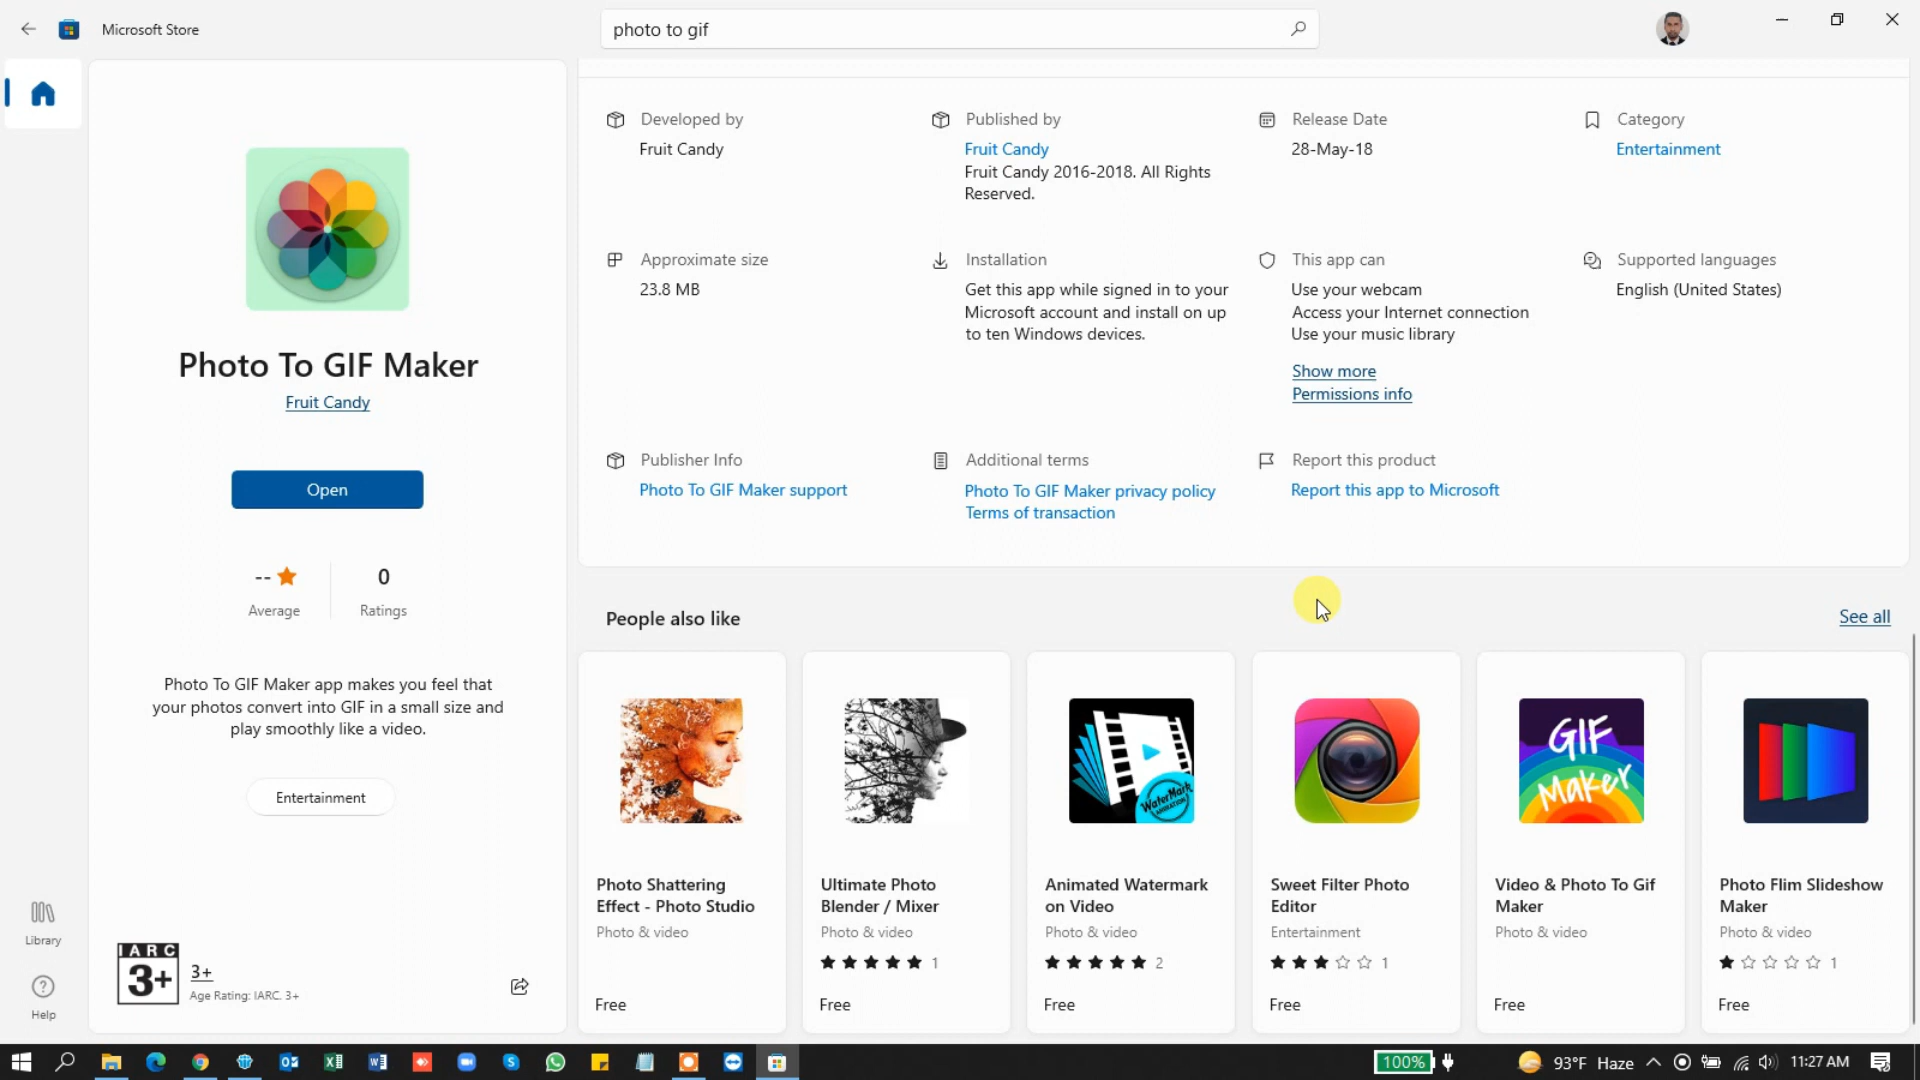 Microsoft Store
photo to gif
Photo To GIF Maker
Fruit Candy
Open
--
Average
0
Ratings
Photo To GIF Maker app makes you feel that
your photos convert into GIF in a small size and
play smoothly like a video.
Entertainment
IARC
3+
3+
Age Rating: IARC. 3+
Library
Help
Developed by
Fruit Candy
Published by
Fruit Candy
Fruit Candy 2016-2018. All Rights
Reserved.
Release Date
28-May-18
Category
Entertainment
Approximate size
23.8 MB
Installation
Get this app while signed in to your
Microsoft account and install on up
to ten Windows devices.
This app can
Use your webcam
Access your Internet connection
Use your music library
Show more
Permissions info
Supported languages
English (United States)
Publisher Info
Photo To GIF Maker support
Additional terms
Photo To GIF Maker privacy policy
Terms of transaction
Report this product
Report this app to Microsoft
People also like
See all
Photo Shattering
Effect - Photo Studio
Photo & video
Free
Ultimate Photo
Blender / Mixer
Photo & video
1
Free
WaterMark
ANIMATION
Animated Watermark
on Video
Photo & video
2
Free
Sweet Filter Photo
Editor
Entertainment
1
Free
GIF
Maker
Video & Photo To Gif
Maker
Photo & video
Free
Photo Flim Slideshow
Maker
Photo & video
1
Free
100%
93°F Haze
11:27 AM